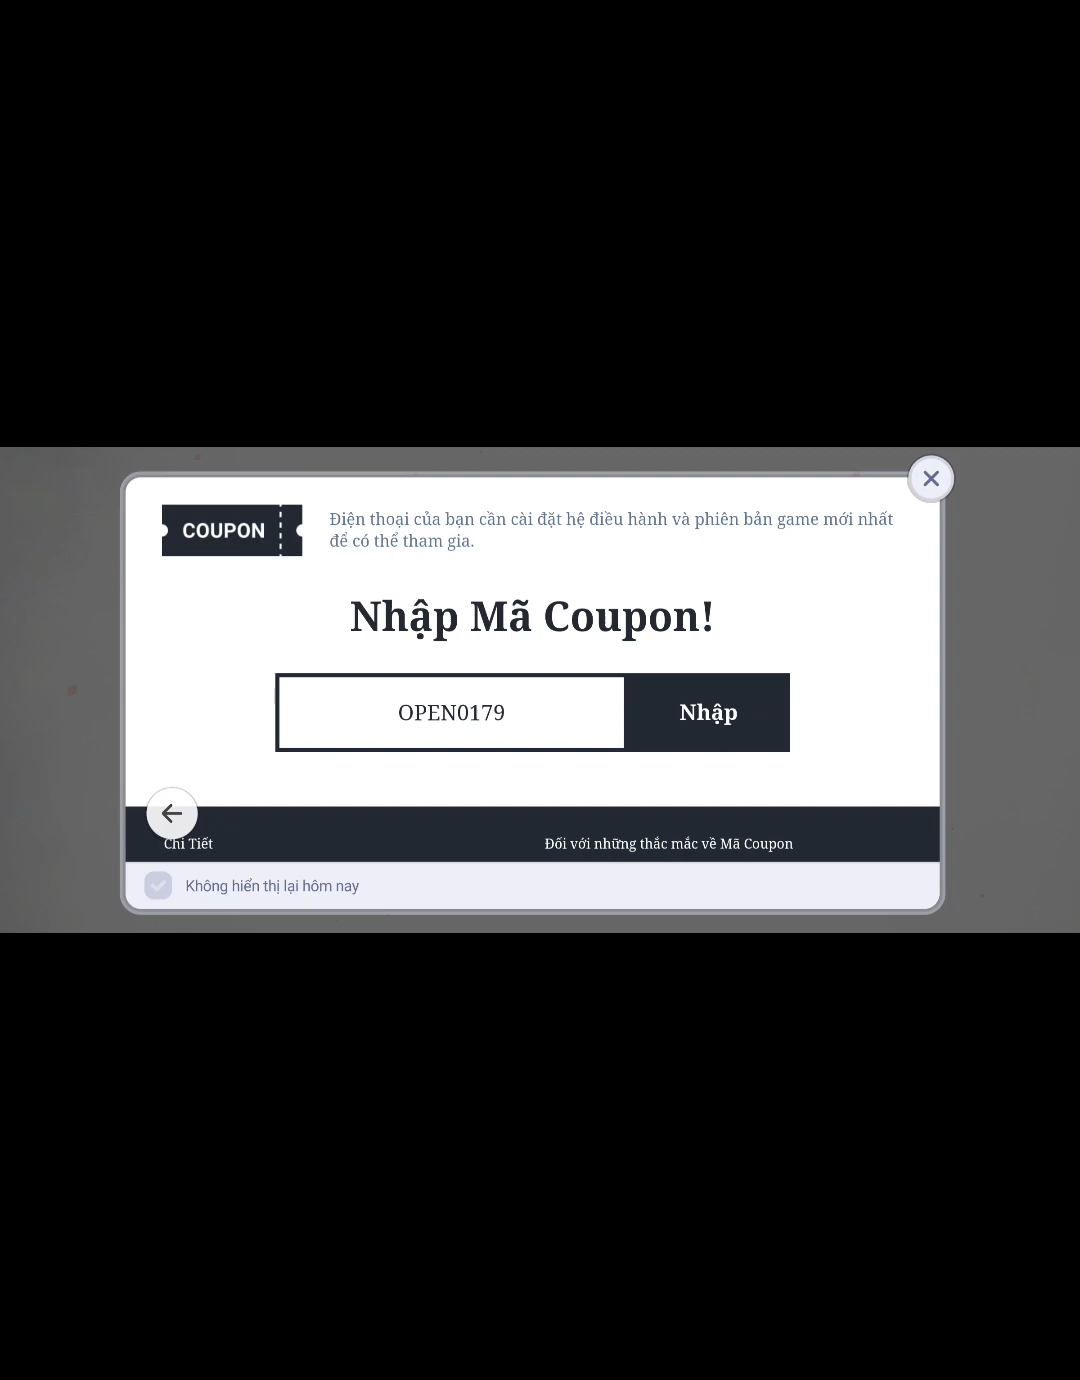 COUPON
Điện thoại của bạn cần cài đặt hệ điều hành và phiên bản game mới nhất
để có thể tham gia.
Nhập Mã Coupon!
OPEN0179
Nhập
Chi Tiết
Đối với những thắc mắc về Mã Coupon
Không hiển thị lại hôm nay